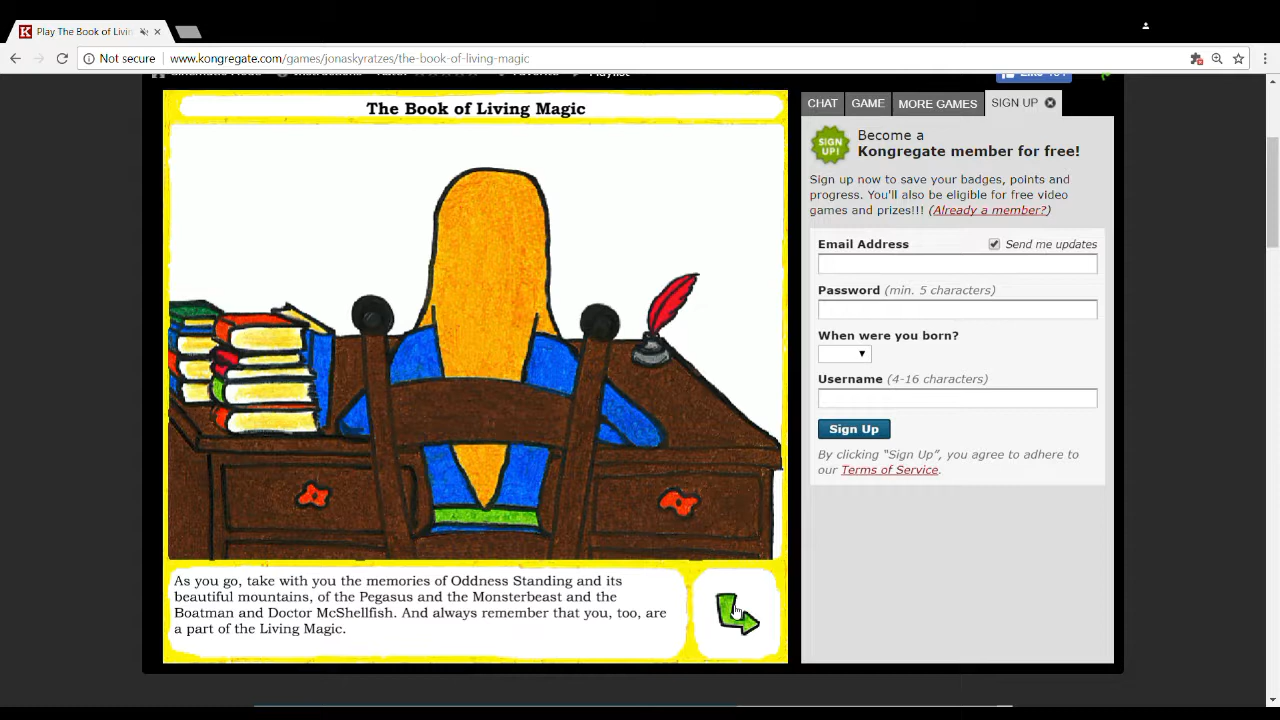 Play The Book of Livin
Not secure
www.kongregate.com/games/jonaskyratzes/the-book-of-living-magic
Playlist
The Book of Living Magic
CHAT
GAME
MORE GAMES
SIGN UP
SIGN UP!
Become a
Kongregate member for free!
Sign up now to save your badges, points and
progress. You'll also be eligible for free video
games and prizes!!! (Already a member?)
Email Address
Send me updates
Password (min. 5 characters)
When were you born?
Username (4-16 characters)
Sign Up
By clicking “Sign Up”, you agree to adhere to
our Terms of Service.
As you go, take with you the memories of Oddness Standing and its
beautiful mountains, of the Pegasus and the Monsterbeast and the
Boatman and Doctor McShellfish. And always remember that you, too, are
a part of the Living Magic.